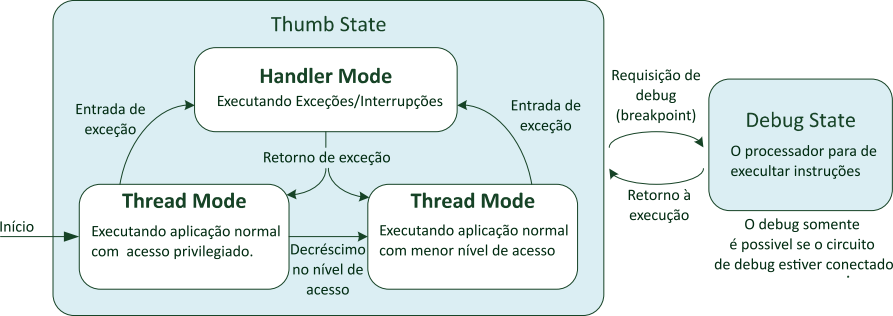 Thumb State
Handler Mode
Executando Exceções/Interrupções
Entrada de
exceção
Entrada de
exceção
Retorno de exceção
Início
Thread Mode
Executando aplicação normal
com acesso privilegiado.
Decréscimo
no nível de
acesso
Thread Mode
Executando aplicação normal
com menor nível de acesso
Requisição de
debug
(breakpoint)
Retorno à
execução
Debug State
O processador para de
execultar instruções
O debug somente
é possivel se o circuito
de debug estiver conectado
.